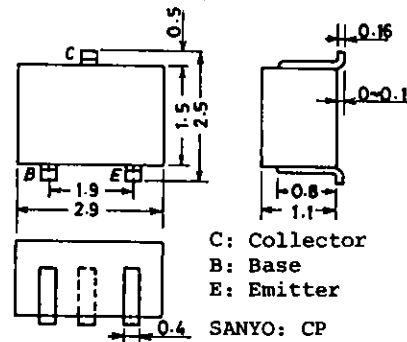 C
0.5
0.16
1.5
2.5
0~0.1
B
E
1.9
2.9
0.8
1.1
C: Collector
B: Base
E: Emitter
0.4
SANYO: CP